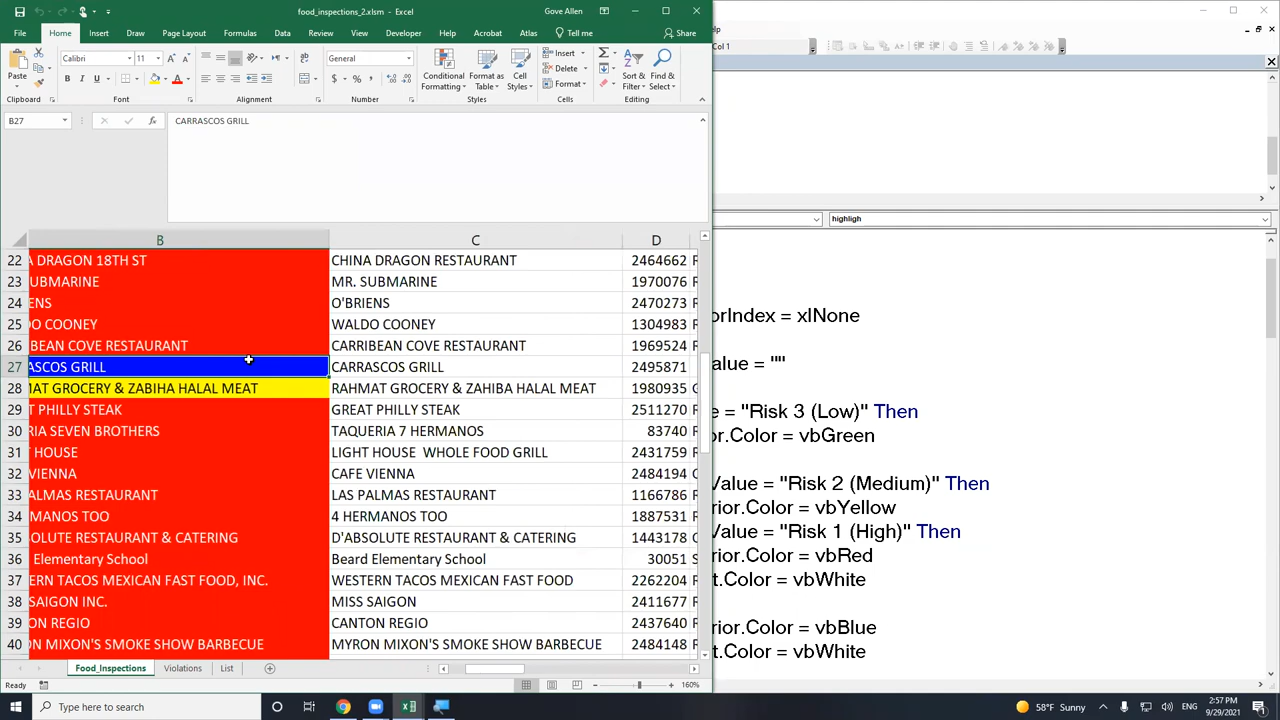 food_inspections_2.xlsm - Excel
Gove Allen
File Home Insert Draw Page Layout Formulas Data Review View Developer Help Acrobat Atlas Tell me Share
Paste
Calibri 11
B I U
General
$ % ,
Conditional Formatting
Format as Table
Cell Styles
Insert
Delete
Format
Sort & Filter
Find & Select
Clipboard Font Alignment Number Styles Cells Editing
B27
CARRASCOS GRILL
B C D
22 A DRAGON 18TH ST CHINA DRAGON RESTAURANT 2464662 R
23 UBMARINE MR. SUBMARINE 1970076 R
24 ENS O'BRIENS 2470273 R
25 DO COONEY WALDO COONEY 1304983 R
26 BEAN COVE RESTAURANT CARRIBEAN COVE RESTAURANT 1969524 R
27 ASCOS GRILL CARRASCOS GRILL 2495871
28 MAT GROCERY & ZABIHA HALAL MEAT RAHMAT GROCERY & ZAHIBA HALAL MEAT 1980935 G
29 T PHILLY STEAK GREAT PHILLY STEAK 2511270 R
30 RIA SEVEN BROTHERS TAQUERIA 7 HERMANOS 83740 R
31 T HOUSE LIGHT HOUSE WHOLE FOOD GRILL 2431759 R
32 VIENNA CAFE VIENNA 2484194 C
33 ALMAS RESTAURANT LAS PALMAS RESTAURANT 1166786 R
34 RMANOS TOO 4 HERMANOS TOO 1887531 R
35 SOLUTE RESTAURANT & CATERING D'ABSOLUTE RESTAURANT & CATERING 1443178 G
36 Elementary School Beard Elementary School 30051 S
37 ERN TACOS MEXICAN FAST FOOD, INC. WESTERN TACOS MEXICAN FAST FOOD 2262204 R
38 SAIGON INC. MISS SAIGON 2411677 R
39 ON REGIO CANTON REGIO 2437640 R
40 ON MIXON'S SMOKE SHOW BARBECUE MYRON MIXON'S SMOKE SHOW BARBECUE 2484148 R
Food_Inspections Violations List
Ready
160%
lp
Col 1
highligh
orIndex = xlNone
alue = ""
e = "Risk 3 (Low)" Then
or.Color = vbGreen
Value = "Risk 2 (Medium)" Then
rior.Color = vbYellow
Value = "Risk 1 (High)" Then
rior.Color = vbRed
t.Color = vbWhite
rior.Color = vbBlue
t.Color = vbWhite
Type here to search
58°F Sunny
2:57 PM
9/29/2021